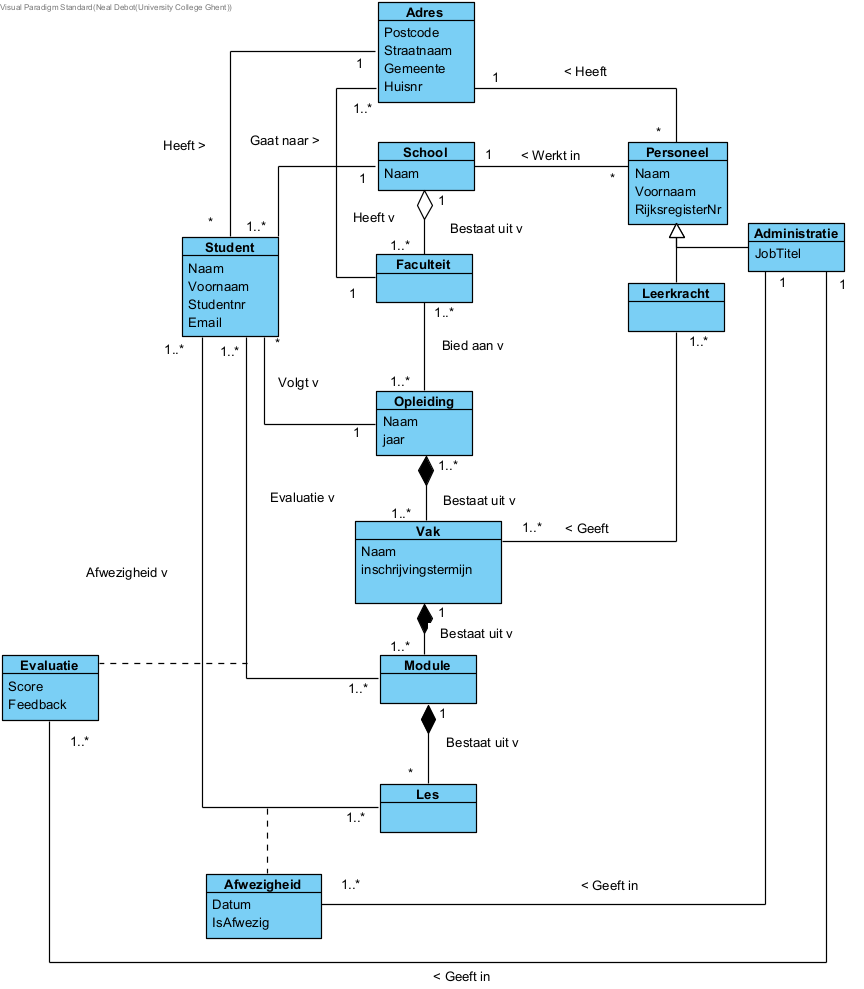 Visual Paradigm Standard(Neal Debot(University College Ghent))
Adres
Postcode
Straatnaam
Gemeente
Huisnr
1
1
< Heeft
1..*
*
Heeft >
Gaat naar >
School
Naam
1
< Werkt in
*
1
1
Personeel
Naam
Voornaam
RijksregisterNr
*
1..*
Heeft v
Bestaat uit v
1..*
Student
Naam
Voornaam
Studentnr
Email
Faculteit
1
1..*
Administratie
JobTitel
1
1
Leerkracht
1..*
1..*
1..*
*
Bied aan v
Volgt v
1..*
Opleiding
Naam
jaar
1
1..*
Evaluatie v
Bestaat uit v
1..*
Vak
Naam
inschrijvingstermijn
1..*
< Geeft
Afwezigheid v
1
Bestaat uit v
1..*
Evaluatie
Score
Feedback
Module
1..*
1
Bestaat uit v
1..*
*
Les
1..*
Afwezigheid
Datum
IsAfwezig
1..*
< Geeft in
< Geeft in